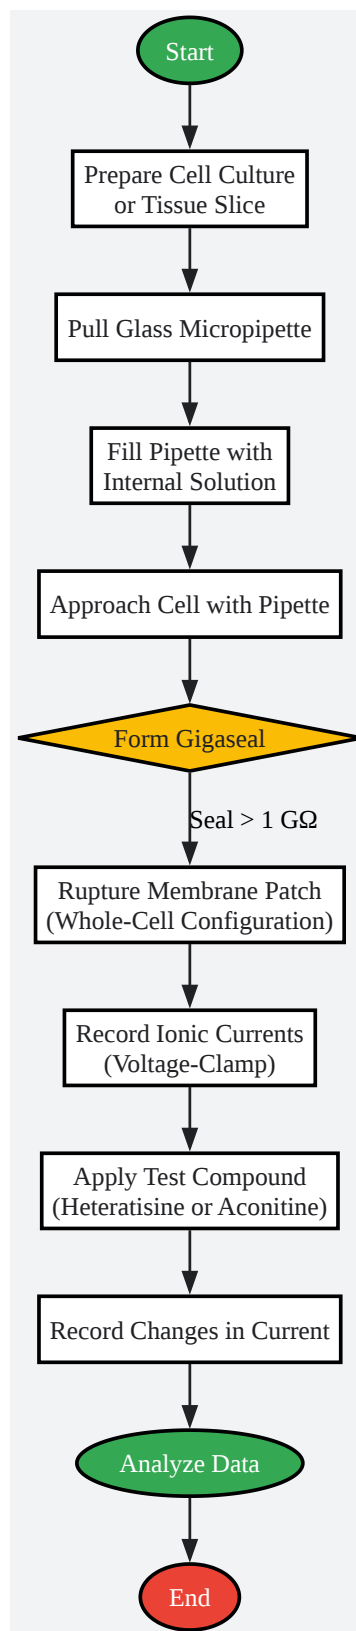 Start
Prepare Cell Culture
or Tissue Slice
Pull Glass Micropipette
Fill Pipette with
Internal Solution
Approach Cell with Pipette
Form Gigaseal
Seal > 1 GΩ
Rupture Membrane Patch
(Whole-Cell Configuration)
Record Ionic Currents
(Voltage-Clamp)
Apply Test Compound
(Heteratisine or Aconitine)
Record Changes in Current
Analyze Data
End